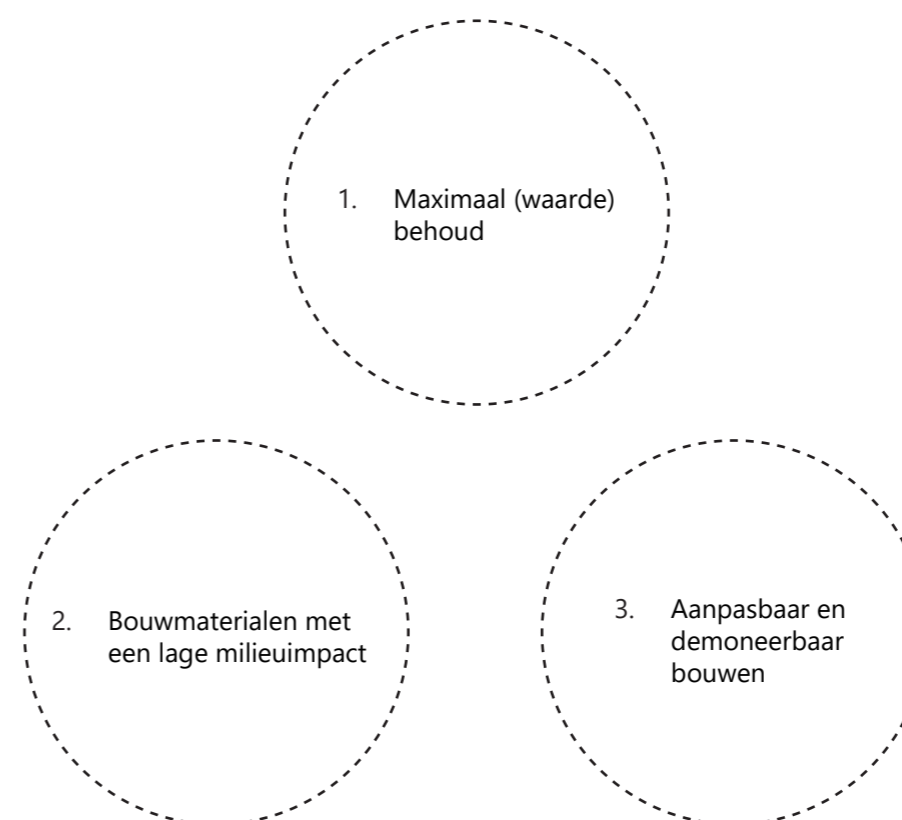 1. Maximaal (waarde)
behoud
2. Bouwmaterialen met
een lage milieuimpact
3. Aanpasbaar en
demoneerbaar
bouwen